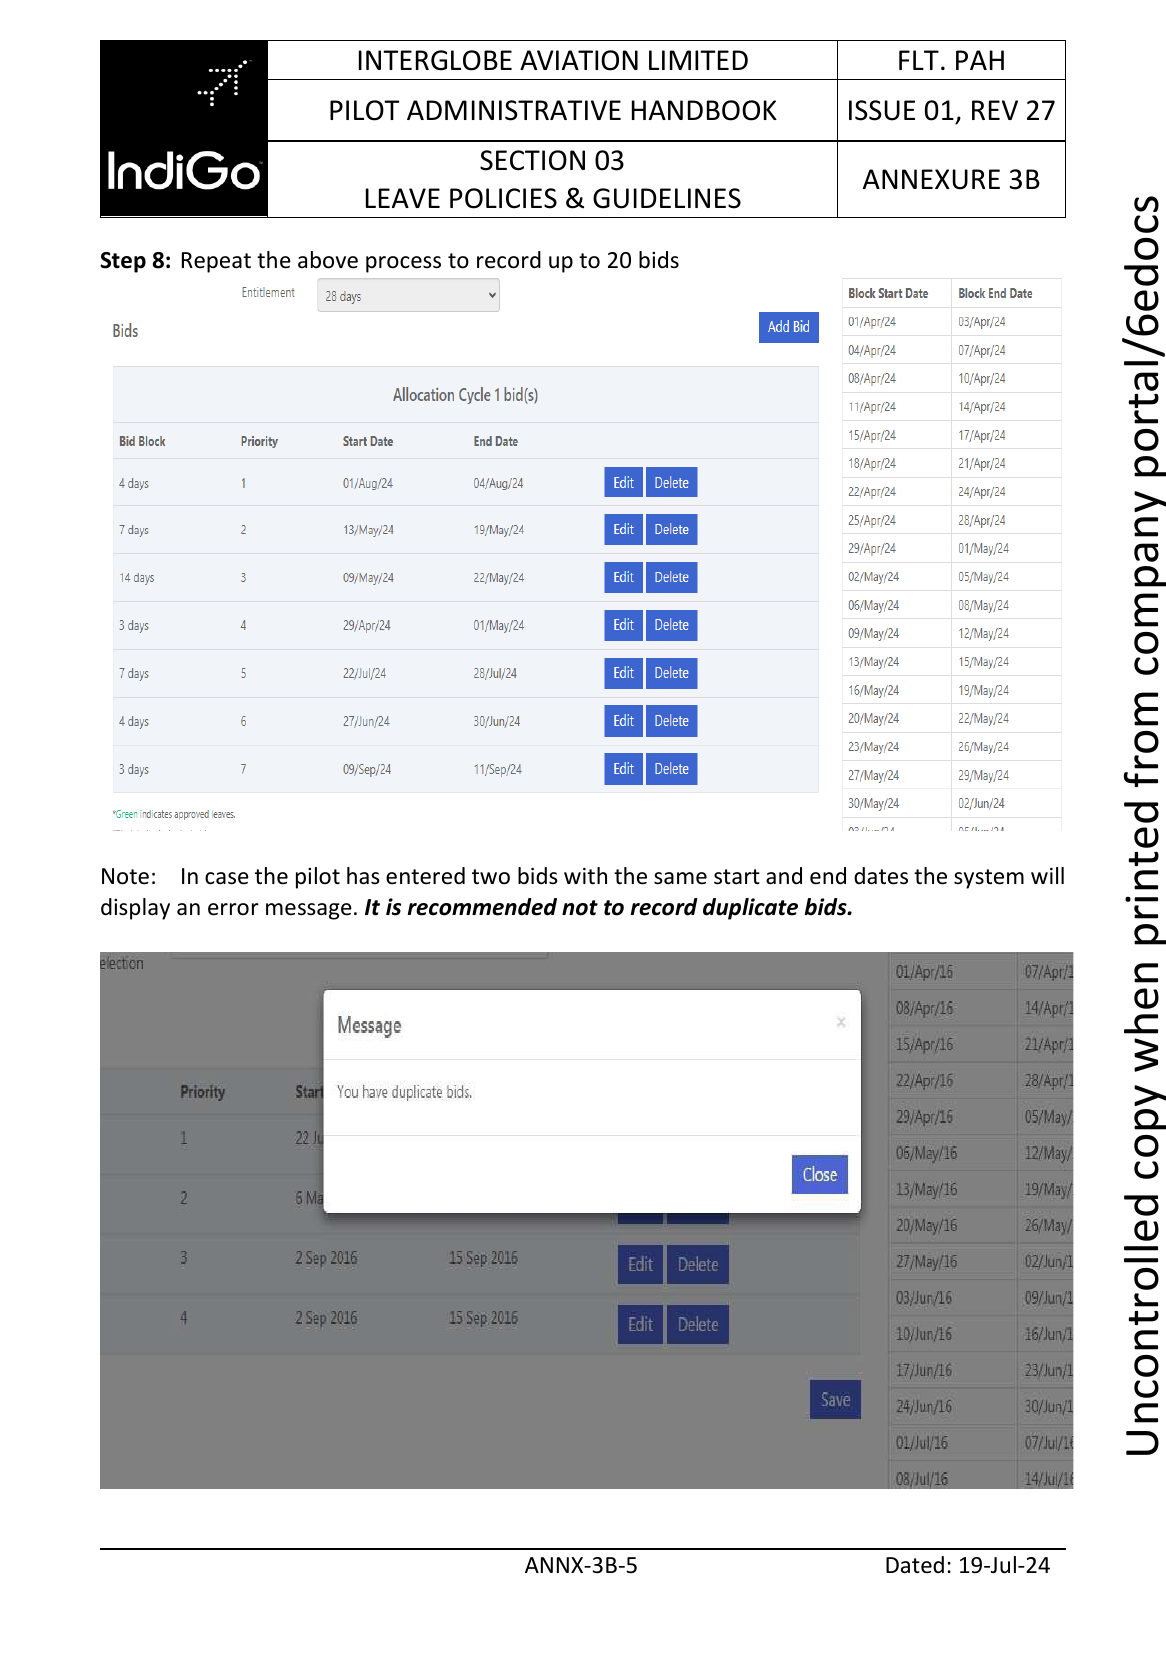 INTERGLOBE AVIATION LIMITED
FLT. PAH
PILOT ADMINISTRATIVE HANDBOOK
ISSUE 01, REV 27
IndiGo
SECTION 03
LEAVE POLICIES & GUIDELINES
ANNEXURE 3B
Step 8: Repeat the above process to record up to 20 bids
Entitlement 28 days
Bids
Add Bid
Allocation Cycle 1 bid(s)
Bid Block Priority Start Date End Date
4 days 1 01/Aug/24 04/Aug/24 Edit Delete
7 days 2 13/May/24 19/May/24 Edit Delete
14 days 3 09/May/24 22/May/24 Edit Delete
3 days 4 29/Apr/24 01/May/24 Edit Delete
7 days 5 22/Jul/24 28/Jul/24 Edit Delete
4 days 6 27/Jun/24 30/Jun/24 Edit Delete
3 days 7 09/Sep/24 11/Sep/24 Edit Delete
*Green indicates approved leaves.
Block Start Date Block End Date
01/Apr/24 03/Apr/24
04/Apr/24 07/Apr/24
08/Apr/24 10/Apr/24
11/Apr/24 14/Apr/24
15/Apr/24 17/Apr/24
18/Apr/24 21/Apr/24
22/Apr/24 24/Apr/24
25/Apr/24 28/Apr/24
29/Apr/24 01/May/24
02/May/24 05/May/24
06/May/24 08/May/24
09/May/24 12/May/24
13/May/24 15/May/24
16/May/24 19/May/24
20/May/24 22/May/24
23/May/24 26/May/24
27/May/24 29/May/24
30/May/24 02/Jun/24
Note: In case the pilot has entered two bids with the same start and end dates the system will
display an error message. It is recommended not to record duplicate bids.
election
Message ×
You have duplicate bids.
Close
Priority Start
1 22 Ju
2 6 Ma
3 2 Sep 2016 15 Sep 2016 Edit Delete
4 2 Sep 2016 15 Sep 2016 Edit Delete
Save
01/Apr/16 07/Apr/1
08/Apr/16 14/Apr/1
15/Apr/16 21/Apr/1
22/Apr/16 28/Apr/1
29/Apr/16 05/May/
06/May/16 12/May/
13/May/16 19/May/
20/May/16 26/May/
27/May/16 02/Jun/1
03/Jun/16 09/Jun/1
10/Jun/16 16/Jun/1
17/Jun/16 23/Jun/1
24/Jun/16 30/Jun/1
01/Jul/16 07/Jul/16
08/Jul/16 14/Jul/16
ANNX-3B-5
Dated: 19-Jul-24
Uncontrolled copy when printed from company portal/6edocs